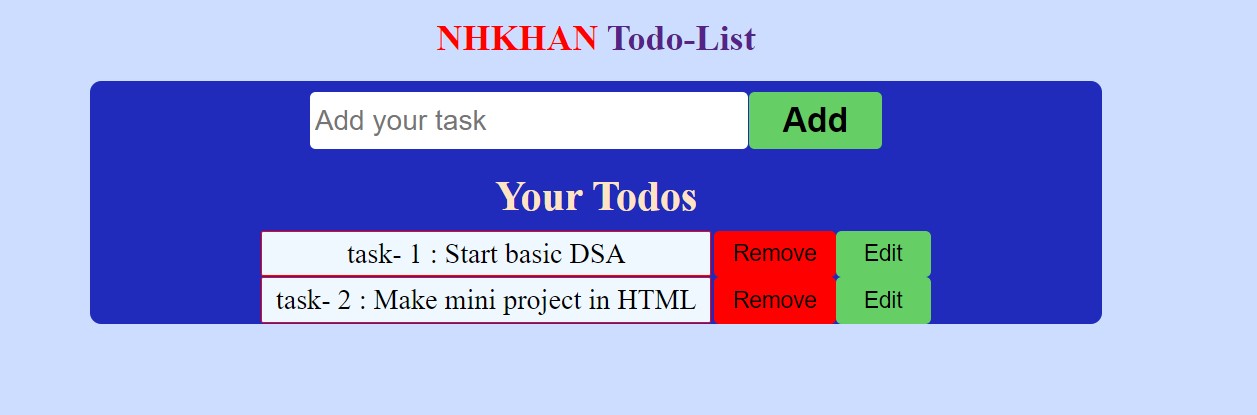 NHKHAN Todo-List
Add your task Add
Your Todos
task- 1 : Start basic DSA Remove Edit
task- 2 : Make mini project in HTML Remove Edit